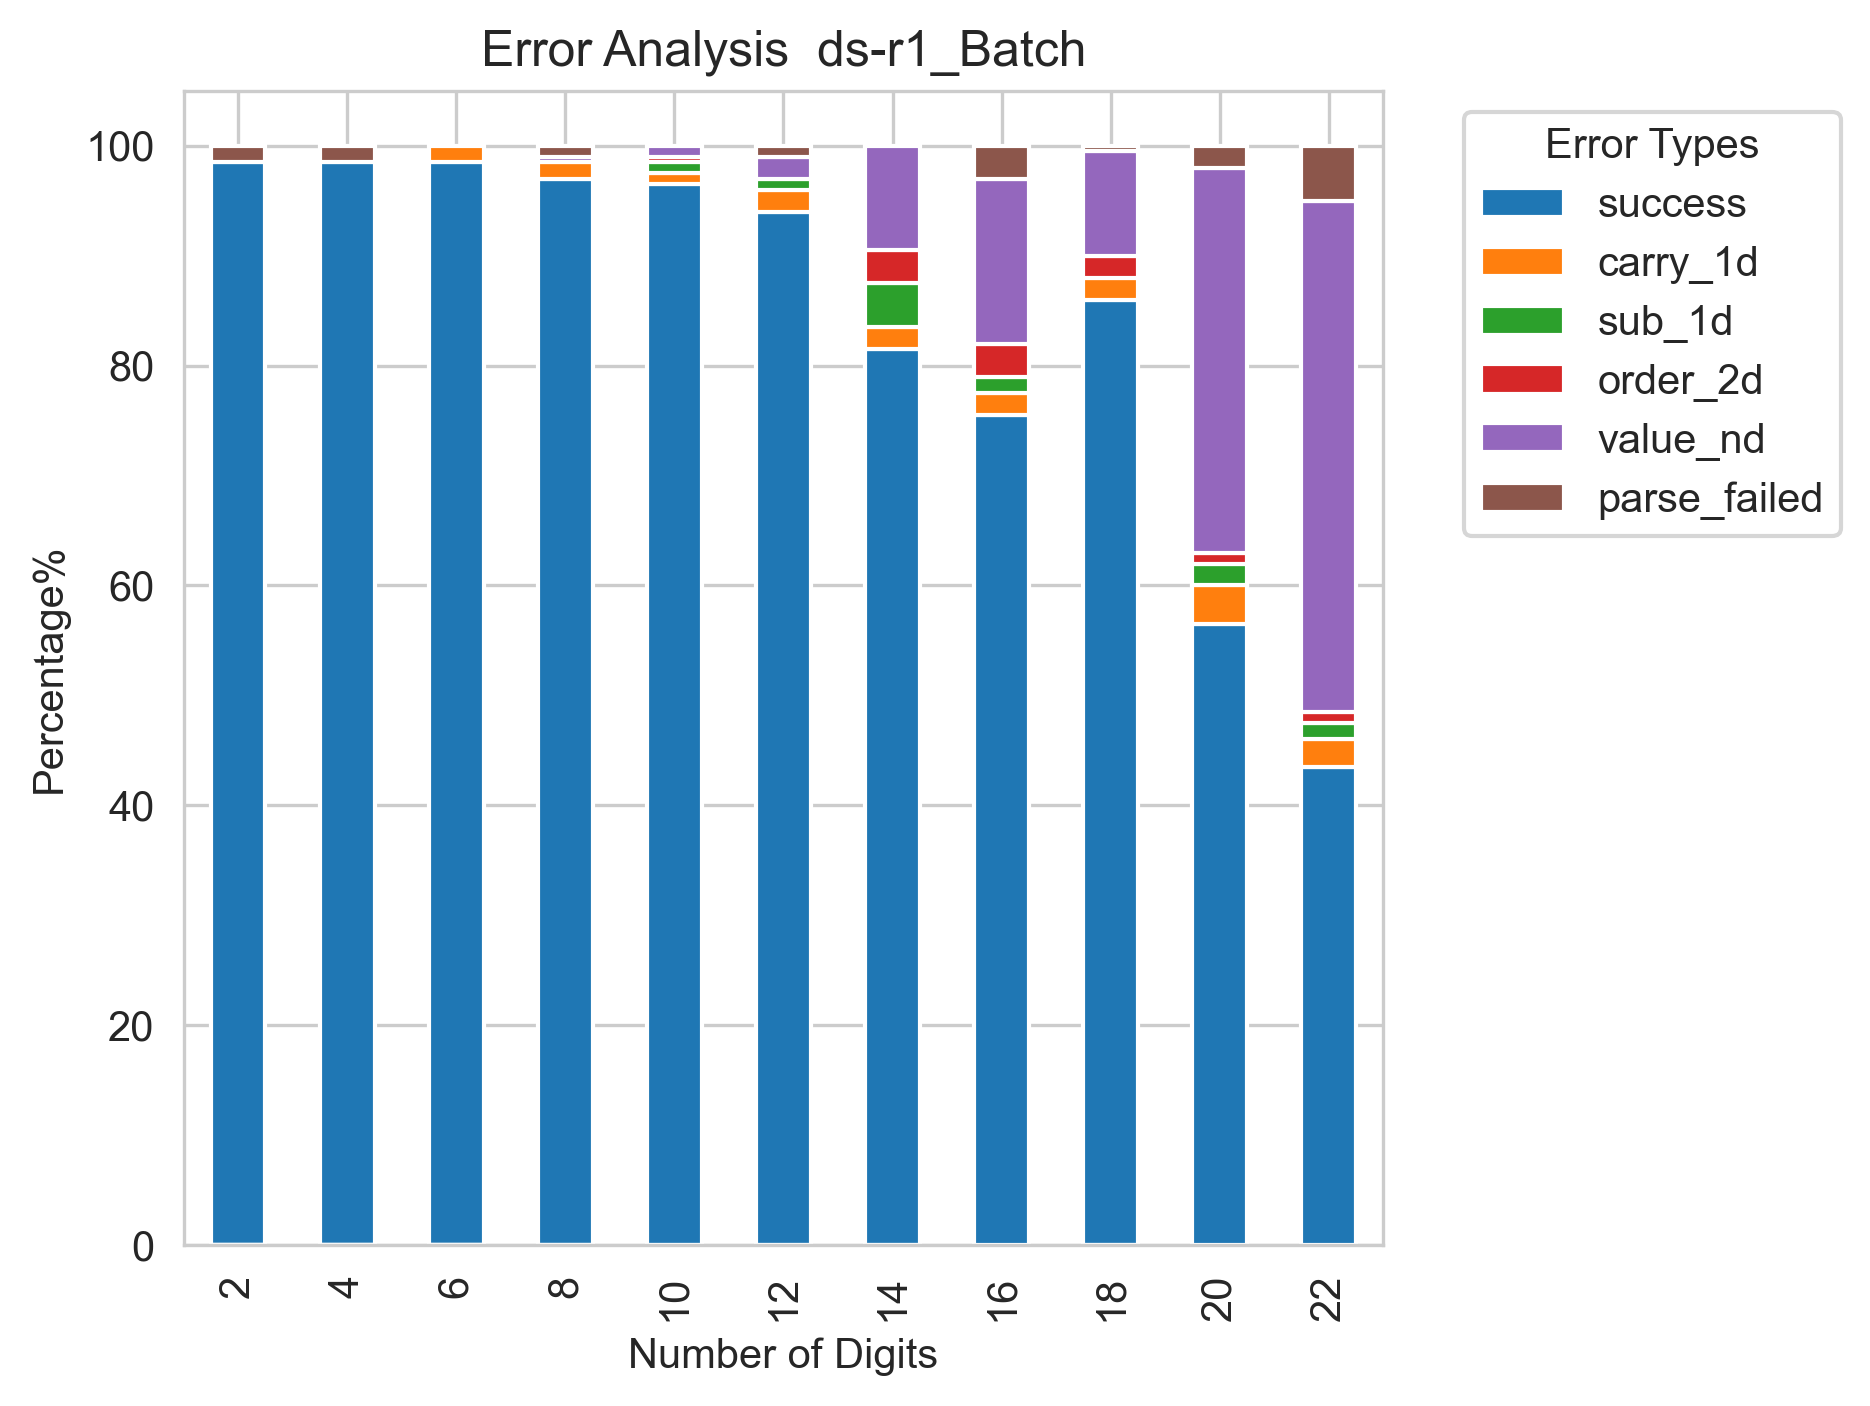 Error Analysis  ds-r1_Batch
Percentage%
100
80
60
40
20
0
2 4 6 8 10 12 14 16 18 20 22
Number of Digits
Error Types
success
carry_1d
sub_1d
order_2d
value_nd
parse_failed